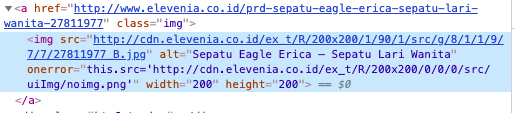 ▼<a href="http://www.elevenia.co.id/prd-sepatu-eagle-erica-sepatu-lari-
wanita-27811977" class="img">
<img src="http://cdn.elevenia.co.id/ex_t/R/200x200/1/90/1/src/g/8/1/1/9/
7/7/27811977_B.jpg" alt="Sepatu Eagle Erica – Sepatu Lari Wanita"
onerror="this.src='http://cdn.elevenia.co.id/ex_t/R/200x200/0/0/0/src/
uiImg/noimg.png'" width="200" height="200"> == $0
</a>